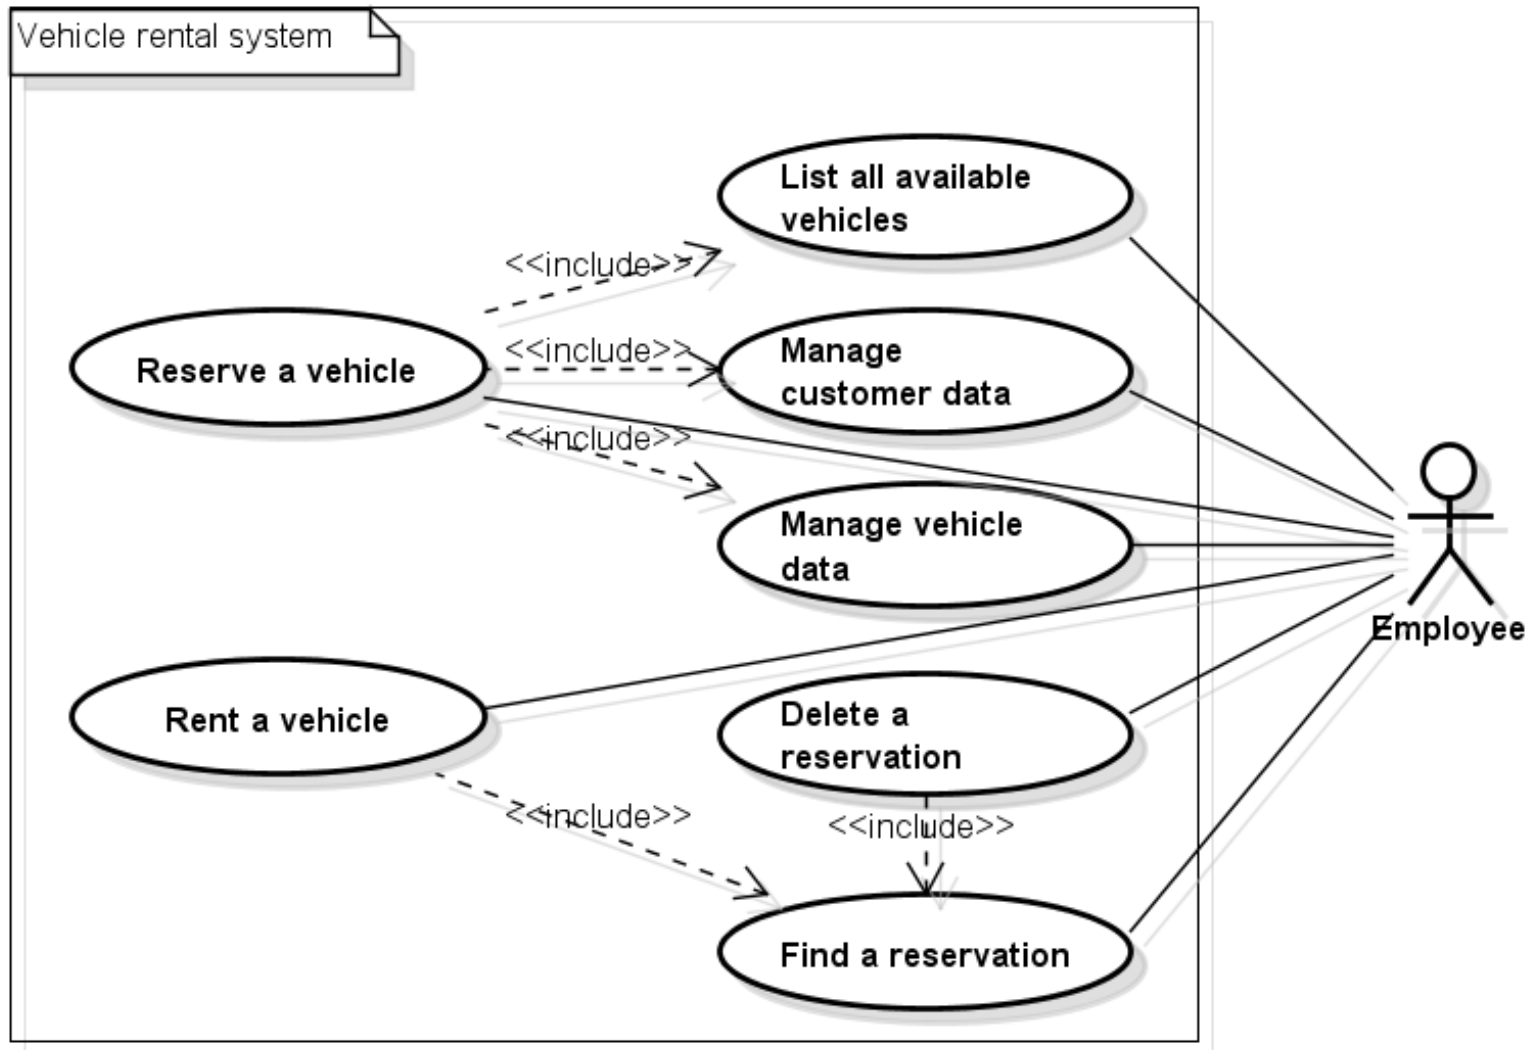 Vehicle rental system
List all available
vehicles
<<include>>
Reserve a vehicle
<<include>>
Manage
customer data
<<include>>
Manage vehicle
data
Employee
Rent a vehicle
Delete a
reservation
<<include>>
<<include>>
Find a reservation